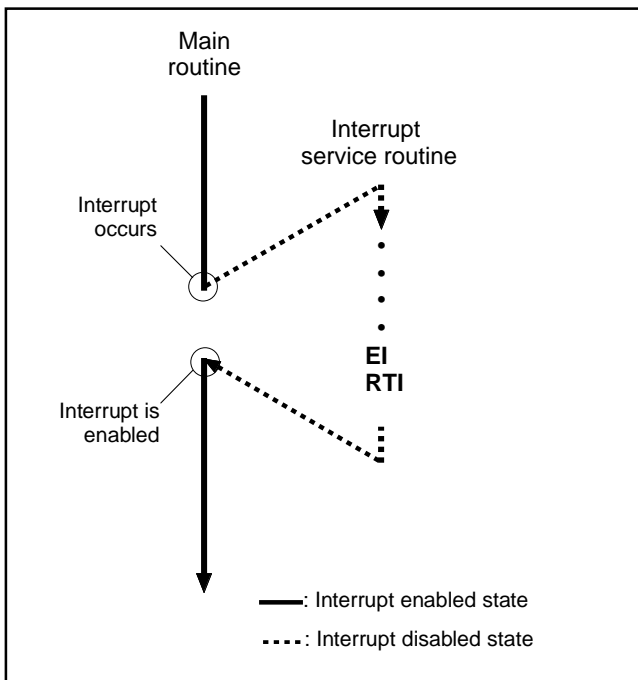 Main
routine
Interrupt
service routine
Interrupt
occurs
EI
RTI
Interrupt is
enabled
: Interrupt enabled state
: Interrupt disabled state